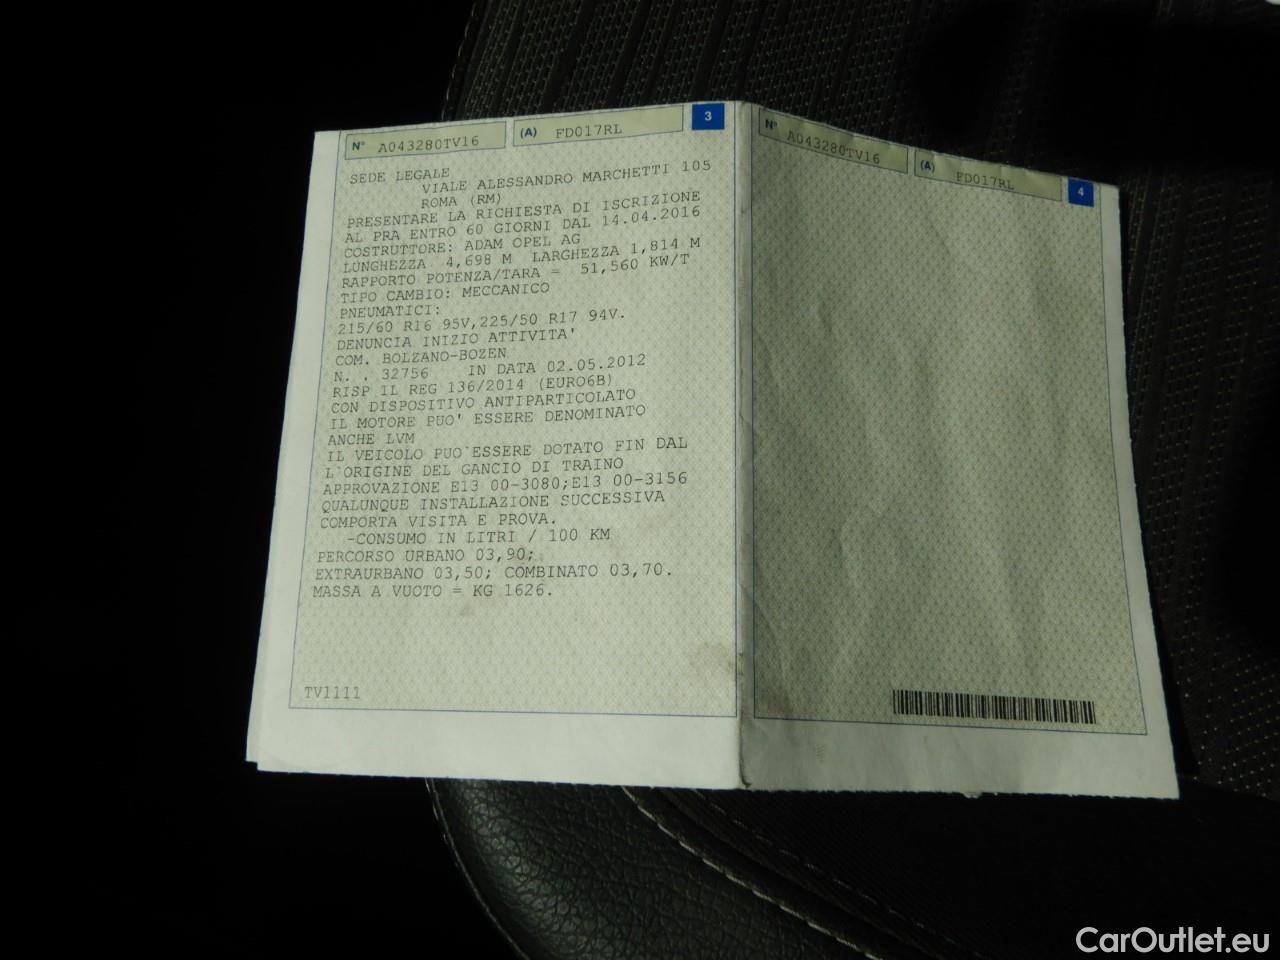 N° A043280TV16 (A) FD017RL 3
SEDE LEGALE
VIALE ALESSANDRO MARCHETTI 105
ROMA (RM)
PRESENTARE LA RICHIESTA DI ISCRIZIONE
AL PRA ENTRO 60 GIORNI DAL 14.04.2016
COSTRUTTORE: ADAM OPEL AG
LUNGHEZZA 4,698 M LARGHEZZA 1,814 M
RAPPORTO POTENZA/TARA = 51,560 KW/T
TIPO CAMBIO: MECCANICO
PNEUMATICI:
215/60 R16 95V,225/50 R17 94V.
DENUNCIA INIZIO ATTIVITA'
COM. BOLZANO-BOZEN
N. . 32756 IN DATA 02.05.2012
RISP IL REG 136/2014 (EURO6B)
CON DISPOSITIVO ANTIPARTICOLATO
IL MOTORE PUO' ESSERE DENOMINATO
ANCHE LVM
IL VEICOLO PUO`ESSERE DOTATO FIN DAL
L`ORIGINE DEL GANCIO DI TRAINO
APPROVAZIONE E13 00-3080;E13 00-3156
QUALUNQUE INSTALLAZIONE SUCCESSIVA
COMPORTA VISITA E PROVA.
-CONSUMO IN LITRI / 100 KM
PERCORSO URBANO 03,90;
EXTRAURBANO 03,50; COMBINATO 03,70.
MASSA A VUOTO = KG 1626.
TV1111
N° A043280TV16 (A) FD017RL 4
CarOutlet.eu